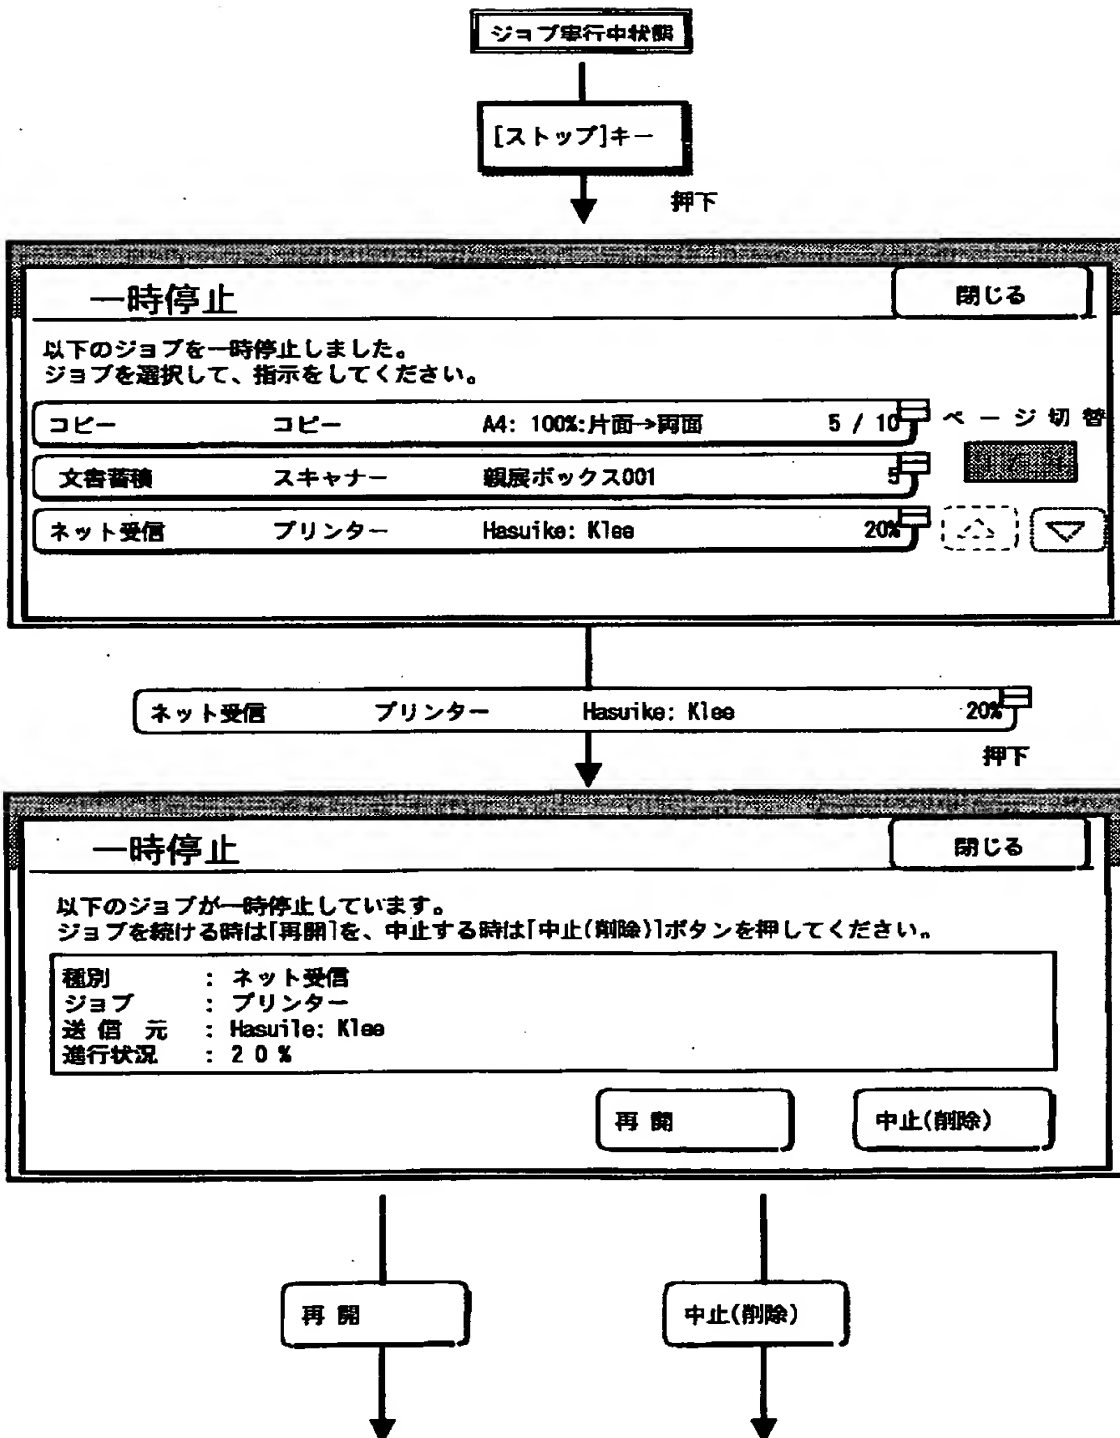 ジョブ実行中状態
[ストップ]キー
押下
一時停止 閉じる
以下のジョブを一時停止しました。
ジョブを選択して、指示をしてください。
コピー コピー A4: 100%:片面→両面 5 / 10
ページ切替
文書蓄積 スキャナー 親展ボックス001 5
ネット受信 プリンター Hasuike: Klee 20%
ネット受信 プリンター Hasuike: Klee 20%
押下
一時停止 閉じる
以下のジョブが一時停止しています。
ジョブを続ける時は「再開」を、中止する時は「中止(削除)」ボタンを押してください。
種別 : ネット受信
ジョブ : プリンター
送信元 : Hasuile: Klee
進行状況 : 20%
再開 中止(削除)
再開 中止(削除)